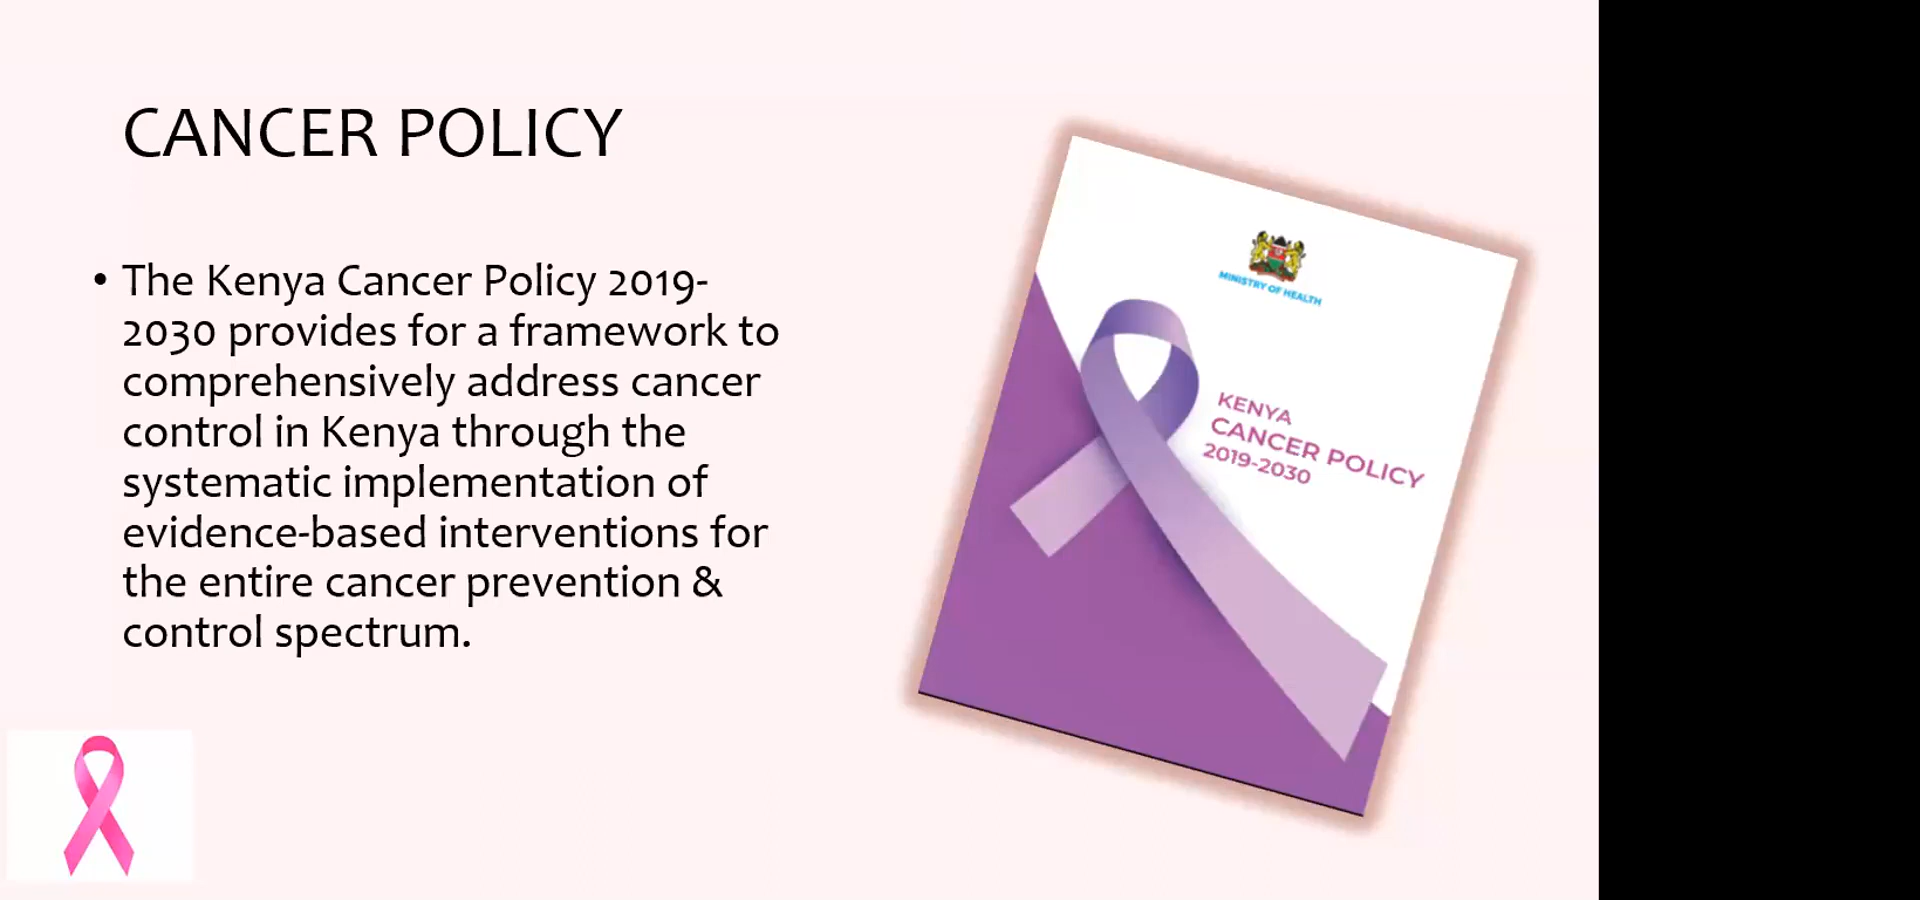 CANCER POLICY
• The Kenya Cancer Policy 2019-
2030 provides for a framework to
comprehensively address cancer
control in Kenya through the
systematic implementation of
evidence-based interventions for
the entire cancer prevention &
control spectrum.
MINISTRY OF HEALTH
KENYA
CANCER POLICY
2019-2030